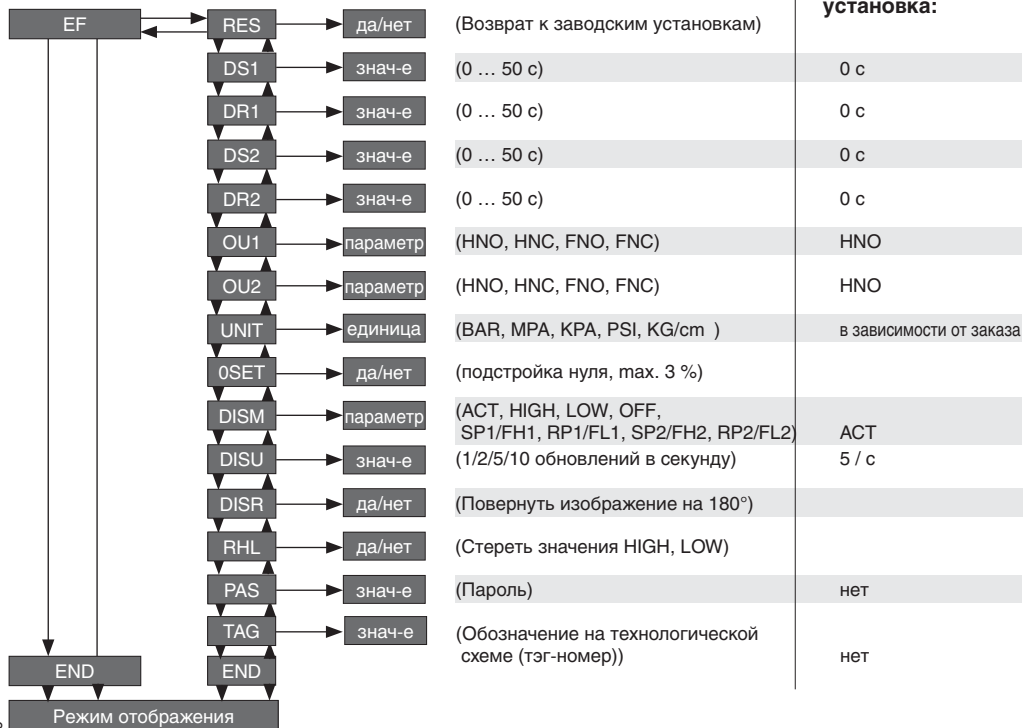 установка:
EF RES да/нет (Возврат к заводским установкам)
DS1 знач-е (0 … 50 с) 0 с
DR1 знач-е (0 … 50 с) 0 с
DS2 знач-е (0 … 50 с) 0 с
DR2 знач-е (0 … 50 с) 0 с
OU1 параметр (HNO, HNC, FNO, FNC) HNO
OU2 параметр (HNO, HNC, FNO, FNC) HNO
UNIT единица (BAR, MPA, KPA, PSI, KG/cm ) в зависимости от заказа
0SET да/нет (подстройка нуля, max. 3 %)
DISM параметр (ACT, HIGH, LOW, OFF,
SP1/FH1, RP1/FL1, SP2/FH2, RP2/FL2) ACT
DISU знач-е (1/2/5/10 обновлений в секунду) 5 / с
DISR да/нет (Повернуть изображение на 180°)
RHL да/нет (Стереть значения HIGH, LOW)
PAS знач-е (Пароль) нет
TAG знач-е (Обозначение на технологической
схеме (тэг-номер)) нет
END END
Режим отображения